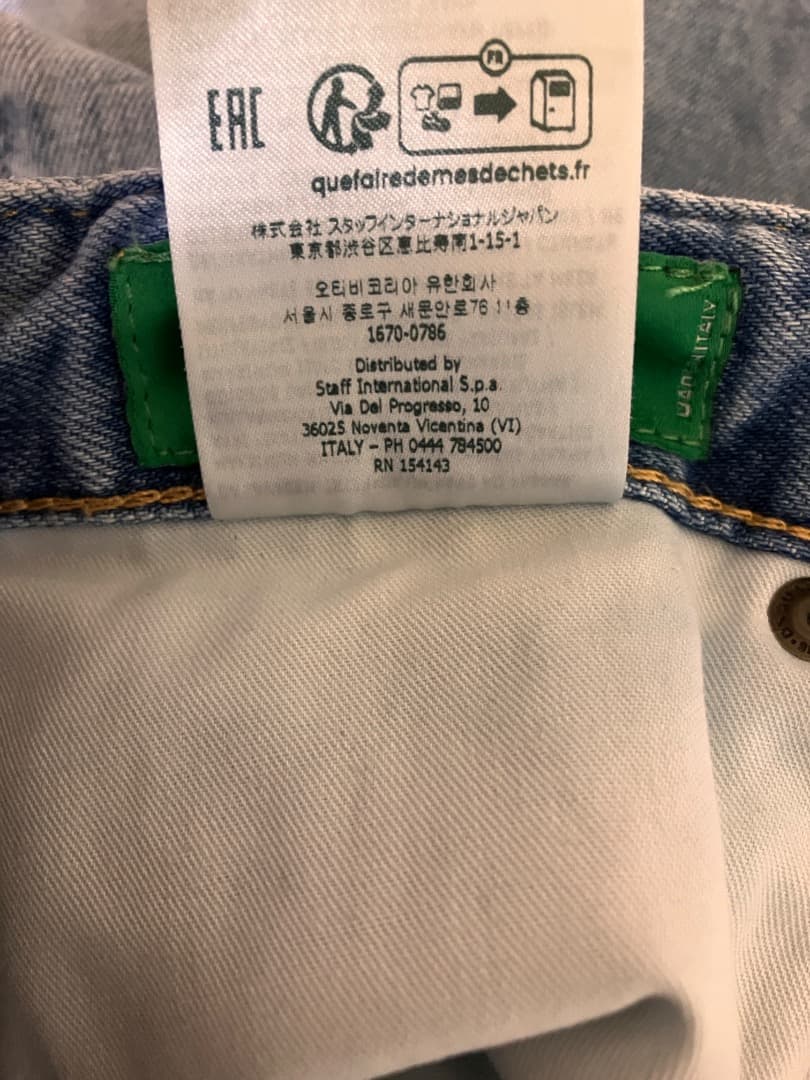 EAC
FR
quefairedemesdechets.fr
株式会社 スタッフインターナショナルジャパン
東京都渋谷区恵比寿南1-15-1
오티비코리아 유한회사
서울시 종로구 새문안로76 11층
1670-0786
Distributed by
Staff International S.p.a.
Via Del Progresso, 10
36025 Noventa Vicentina (VI)
ITALY - PH 0444 784500
RN 154143
ITALY